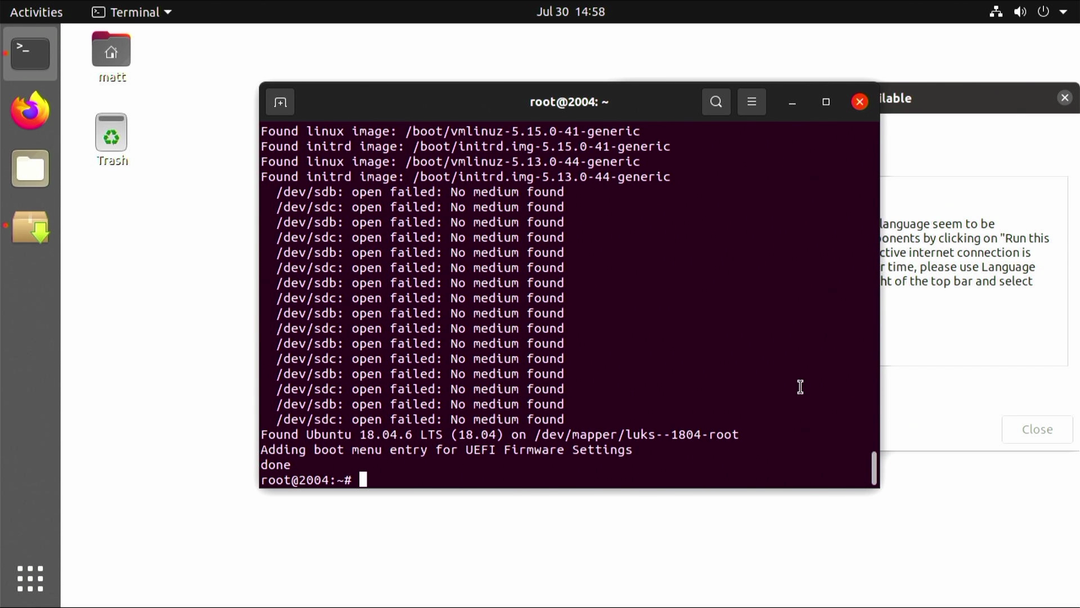 Activities
Terminal
Jul 30 14:58
matt
Trash
root@2004: ~
Found linux image: /boot/vmlinuz-5.15.0-41-generic
Found initrd image: /boot/initrd.img-5.15.0-41-generic
Found linux image: /boot/vmlinuz-5.13.0-44-generic
Found initrd image: /boot/initrd.img-5.13.0-44-generic
/dev/sdb: open failed: No medium found
/dev/sdc: open failed: No medium found
/dev/sdb: open failed: No medium found
/dev/sdc: open failed: No medium found
/dev/sdb: open failed: No medium found
/dev/sdc: open failed: No medium found
/dev/sdb: open failed: No medium found
/dev/sdc: open failed: No medium found
/dev/sdb: open failed: No medium found
/dev/sdc: open failed: No medium found
/dev/sdb: open failed: No medium found
/dev/sdc: open failed: No medium found
/dev/sdb: open failed: No medium found
/dev/sdc: open failed: No medium found
/dev/sdb: open failed: No medium found
/dev/sdc: open failed: No medium found
Found Ubuntu 18.04.6 LTS (18.04) on /dev/mapper/luks--1804-root
Adding boot menu entry for UEFI Firmware Settings
done
root@2004:~#
ilable
language seem to be
onents by clicking on "Run this
ctive internet connection is
r time, please use Language
ht of the top bar and select
Close